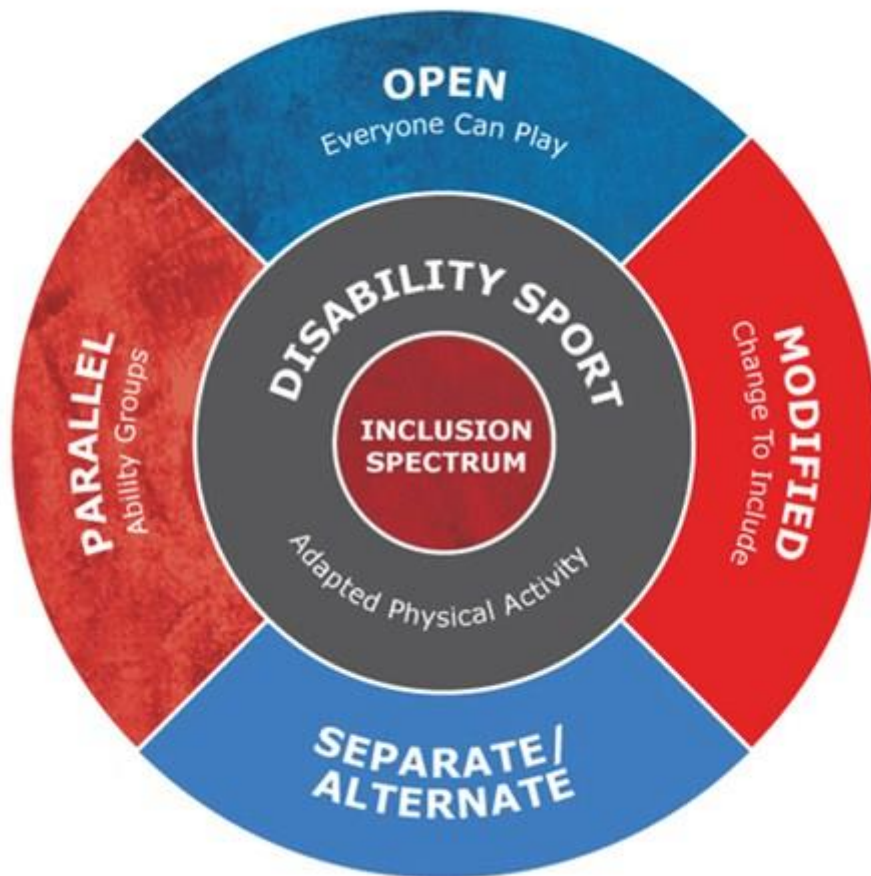 OPEN
Everyone Can Play
MODIFIED
Change To Include
SEPARATE/
ALTERNATE
PARALLEL
Ability Groups
DISABILITY SPORT
Adapted Physical Activity
INCLUSION
SPECTRUM